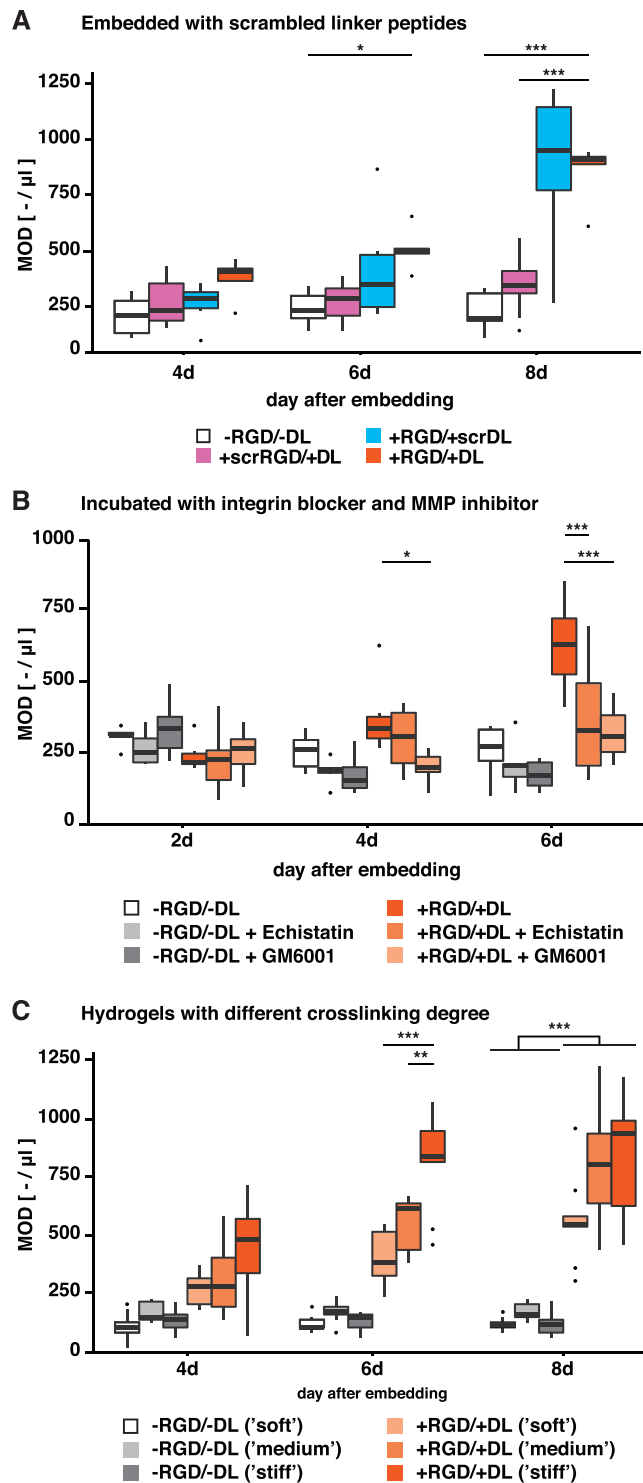 A Embedded with scrambled linker peptides
* ***
***
1250
1000
750
500
250
0
MOD [ - / µl ]
4d 6d 8d
day after embedding
-RGD/-DL +RGD/+scrDL
+scrRGD/+DL +RGD/+DL
B Incubated with integrin blocker and MMP inhibitor
1000
750
500
250
0
MOD [ - / µl ]
***
* ***
2d 4d 6d
day after embedding
-RGD/-DL +RGD/+DL
-RGD/-DL + Echistatin +RGD/+DL + Echistatin
-RGD/-DL + GM6001 +RGD/+DL + GM6001
C Hydrogels with different crosslinking degree
1250
1000
750
500
250
0
MOD [ - / µl ]
*** ***
**
4d 6d 8d
day after embedding
-RGD/-DL ('soft') +RGD/+DL ('soft')
-RGD/-DL ('medium') +RGD/+DL ('medium')
-RGD/-DL ('stiff') +RGD/+DL ('stiff')